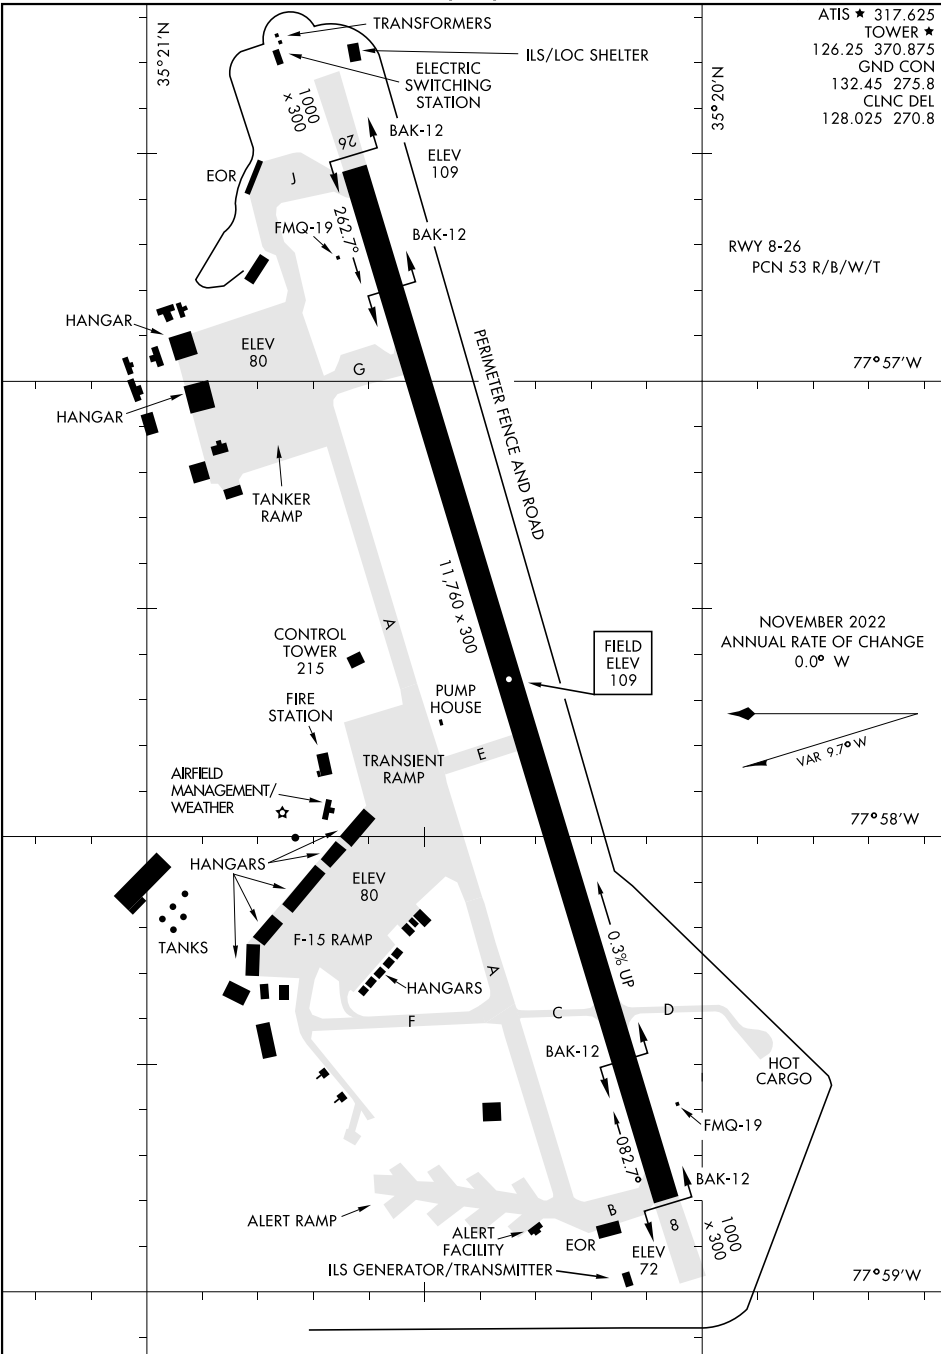 ATIS ★ 317.625
TOWER ★
126.25 370.875
GND CON
132.45 275.8
CLNC DEL
128.025 270.8
35°21'N
35°20'N
TRANSFORMERS
ILS/LOC SHELTER
ELECTRIC
SWITCHING
STATION
1000
x 300
26
BAK-12
ELEV
109
EOR
J
FMQ-19
262.7°
BAK-12
RWY 8-26
PCN 53 R/B/W/T
HANGAR
ELEV
80
G
PERIMETER FENCE AND ROAD
77°57'W
HANGAR
TANKER
RAMP
11,760 x 300
A
CONTROL
TOWER
215
FIELD
ELEV
109
NOVEMBER 2022
ANNUAL RATE OF CHANGE
0.0° W
VAR 9.7° W
FIRE
STATION
PUMP
HOUSE
E
TRANSIENT
RAMP
AIRFIELD
MANAGEMENT/
WEATHER
77°58'W
HANGARS
ELEV
80
TANKS
F-15 RAMP
0.3% UP
A
HANGARS
F
C
D
BAK-12
HOT
CARGO
FMQ-19
082.7°
BAK-12
ALERT RAMP
B
8
1000
x 300
ALERT
FACILITY
EOR
ELEV
72
ILS GENERATOR/TRANSMITTER
77°59'W